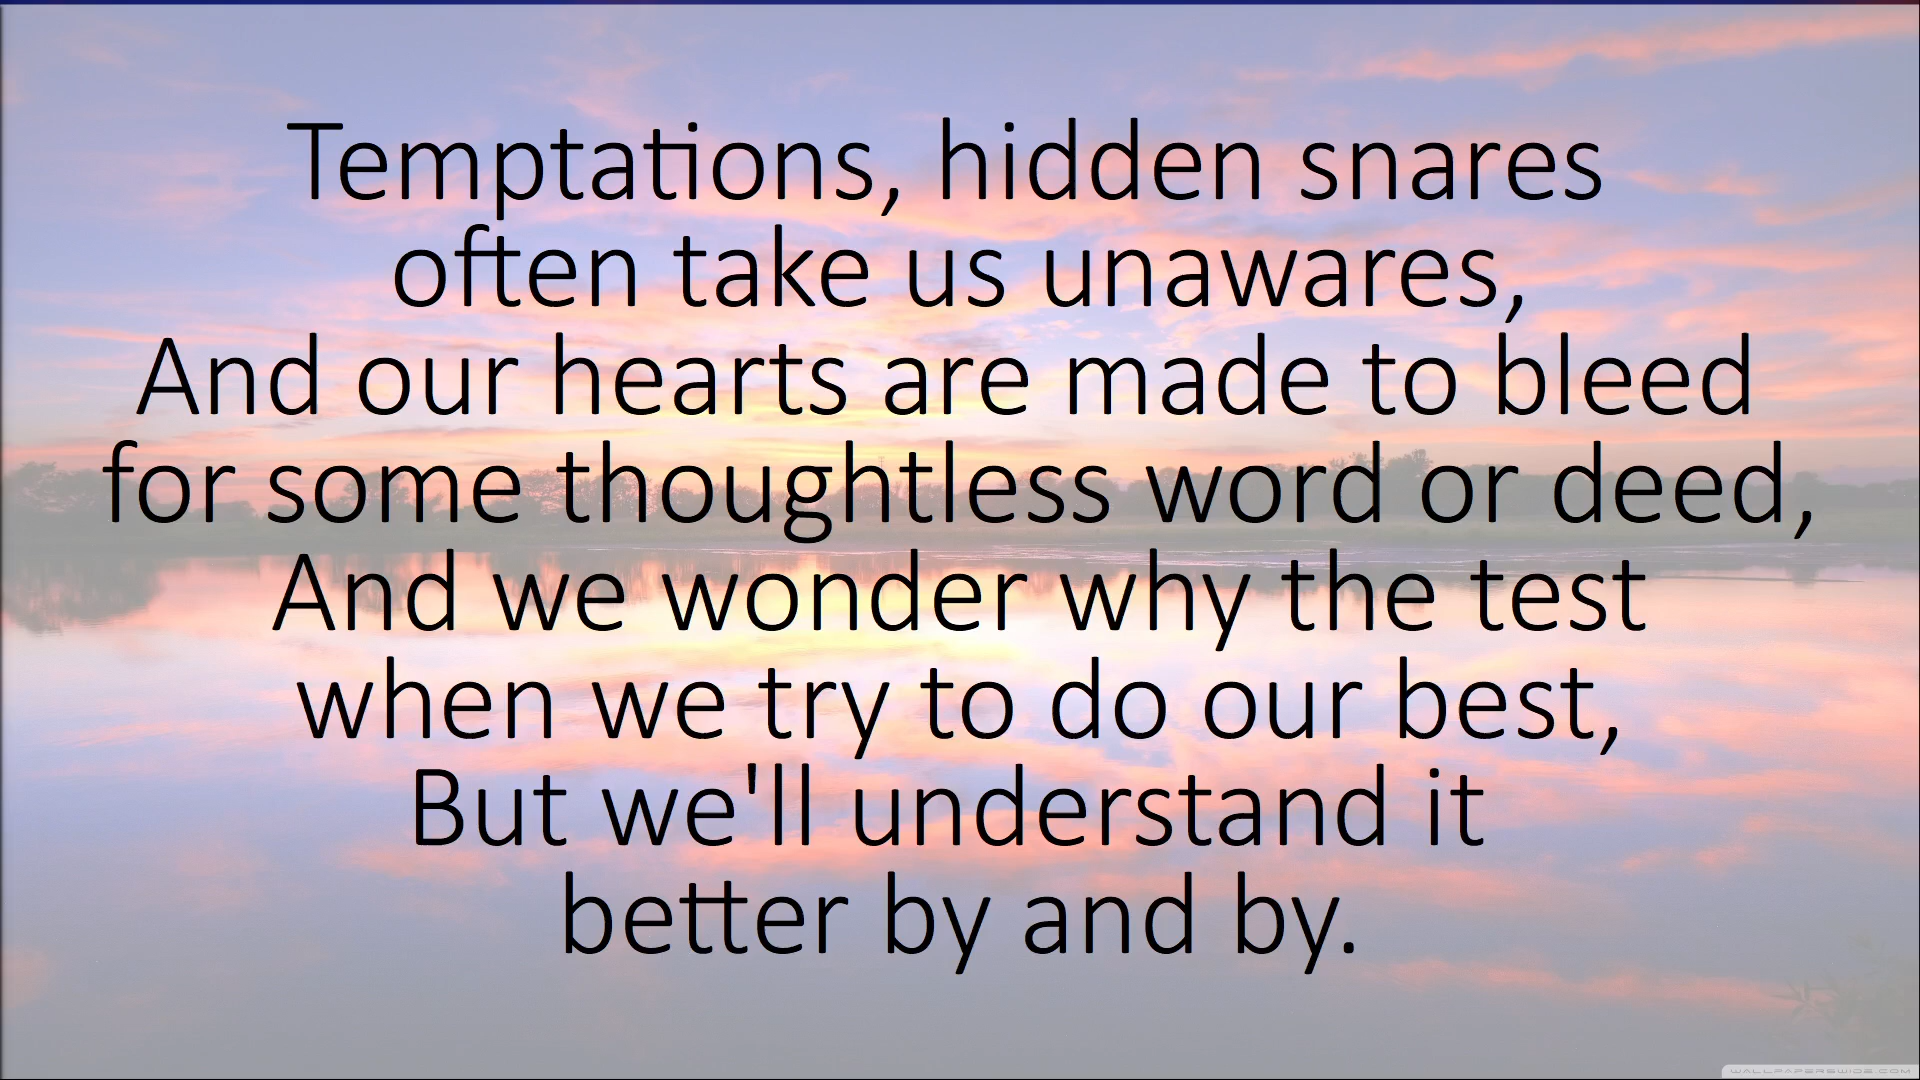 Temptations, hidden snares
often take us unawares,
And our hearts are made to bleed
for some thoughtless word or deed,
And we wonder why the test
when we try to do our best,
But we'll understand it
better by and by.
WALLPAPERSWIDE.COM